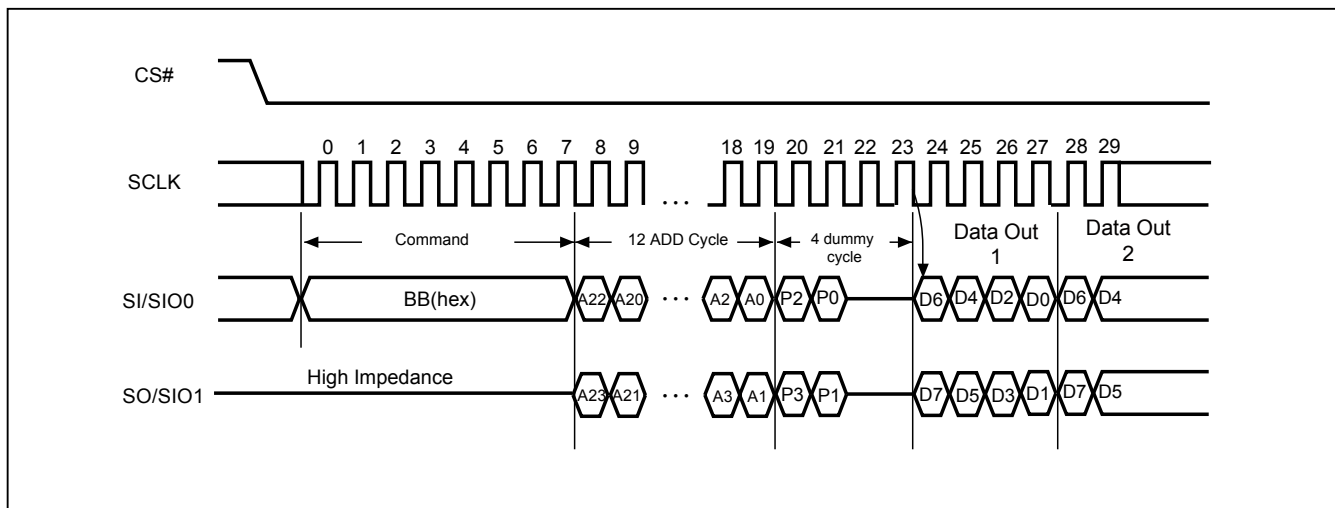 CS#
0 1 2 3 4 5 6 7 8 9 18 19 20 21 22 23 24 25 26 27 28 29
SCLK
...
Command
12 ADD Cycle
4 dummy
cycle
Data Out
1
Data Out
2
SI/SIO0
BB(hex)
A22 A20 ... A2 A0 P2 P0 D6 D4 D2 D0 D6 D4
High Impedance
SO/SIO1
A23 A21 ... A3 A1 P3 P1 D7 D5 D3 D1 D7 D5